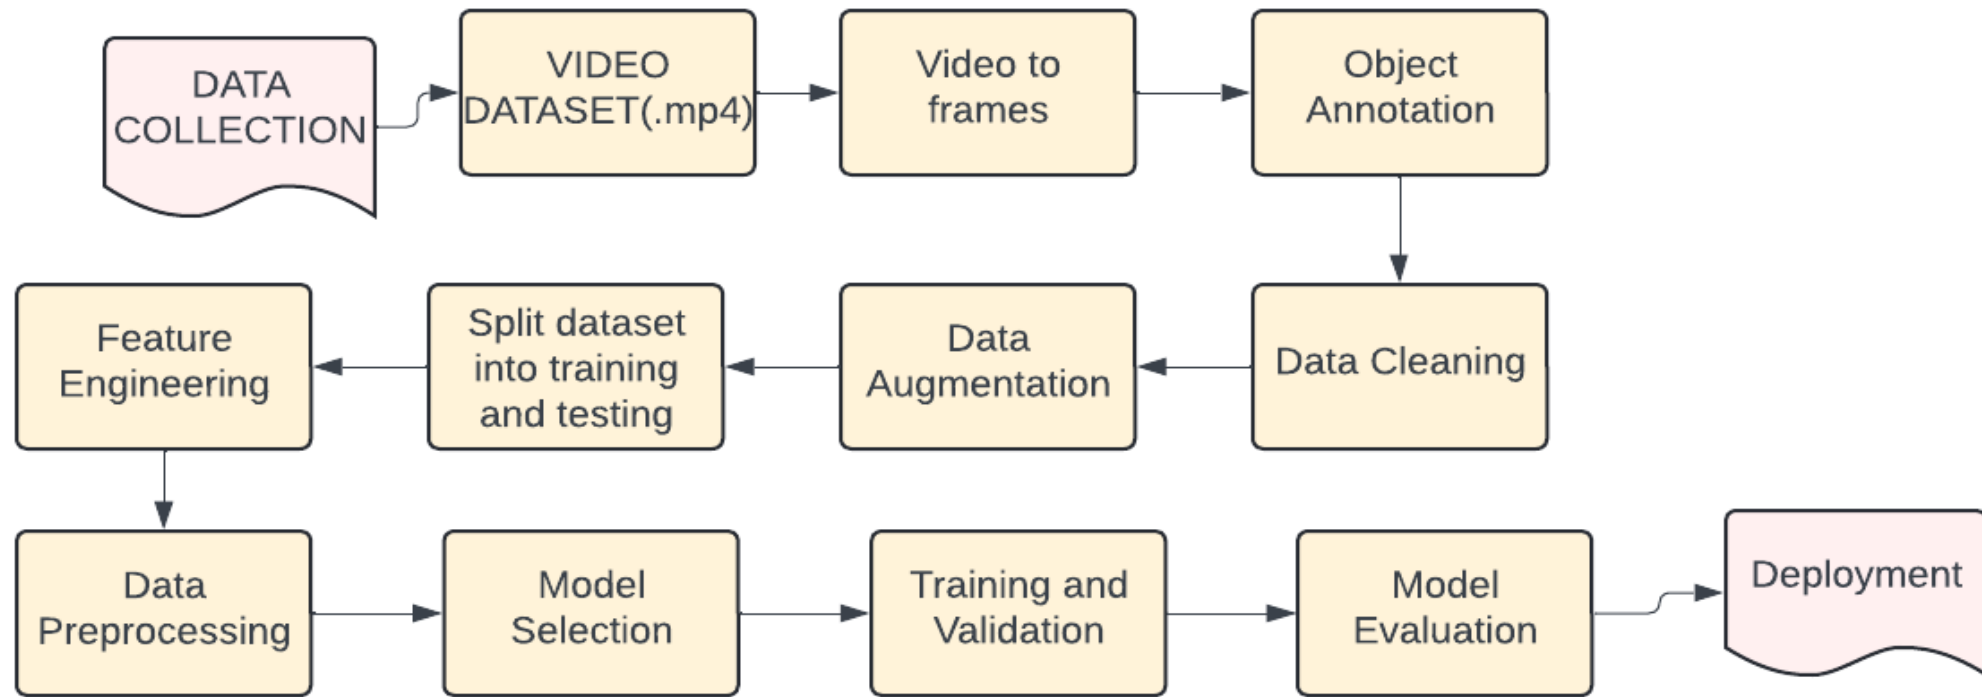 DATA
COLLECTION
VIDEO
DATASET(.mp4)
Video to
frames
Object
Annotation
Data Cleaning
Data
Augmentation
Split dataset
into training
and testing
Feature
Engineering
Data
Preprocessing
Model
Selection
Training and
Validation
Model
Evaluation
Deployment